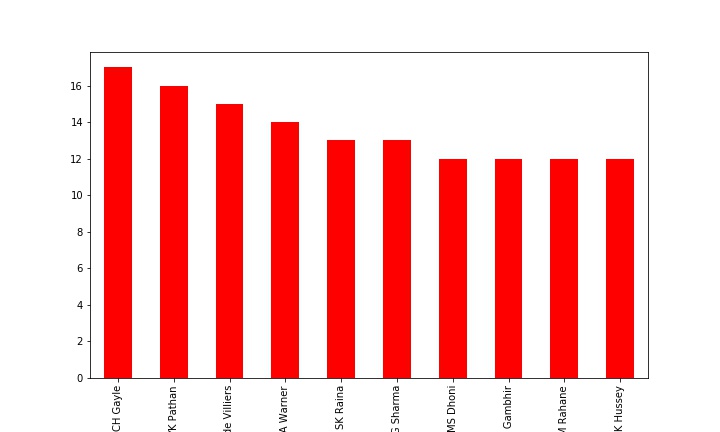 16
14
12
10
8
6
4
2
0
CH Gayle
K Pathan
de Villiers
A Warner
SK Raina
G Sharma
MS Dhoni
Gambhir
M Rahane
K Hussey